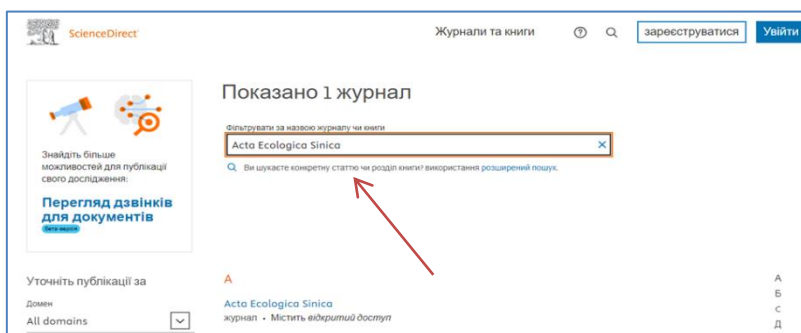 ScienceDirect
Журнали та книги
зареєструватися
Увійти
Знайдіть більше
можливостей для публікації
свого дослідження:
Перегляд дзвінків
для документів
бета-версія
Уточніть публікації за
Домен
All domains
Показано 1 журнал
Фільтрувати за назвою журналу чи книги
Acta Ecologica Sinica
Ви шукаєте конкретну статтю чи розділ книги? використання розширений пошук.
А
Acta Ecologica Sinica
журнал • Містить відкритий доступ
А
Б
С
Д